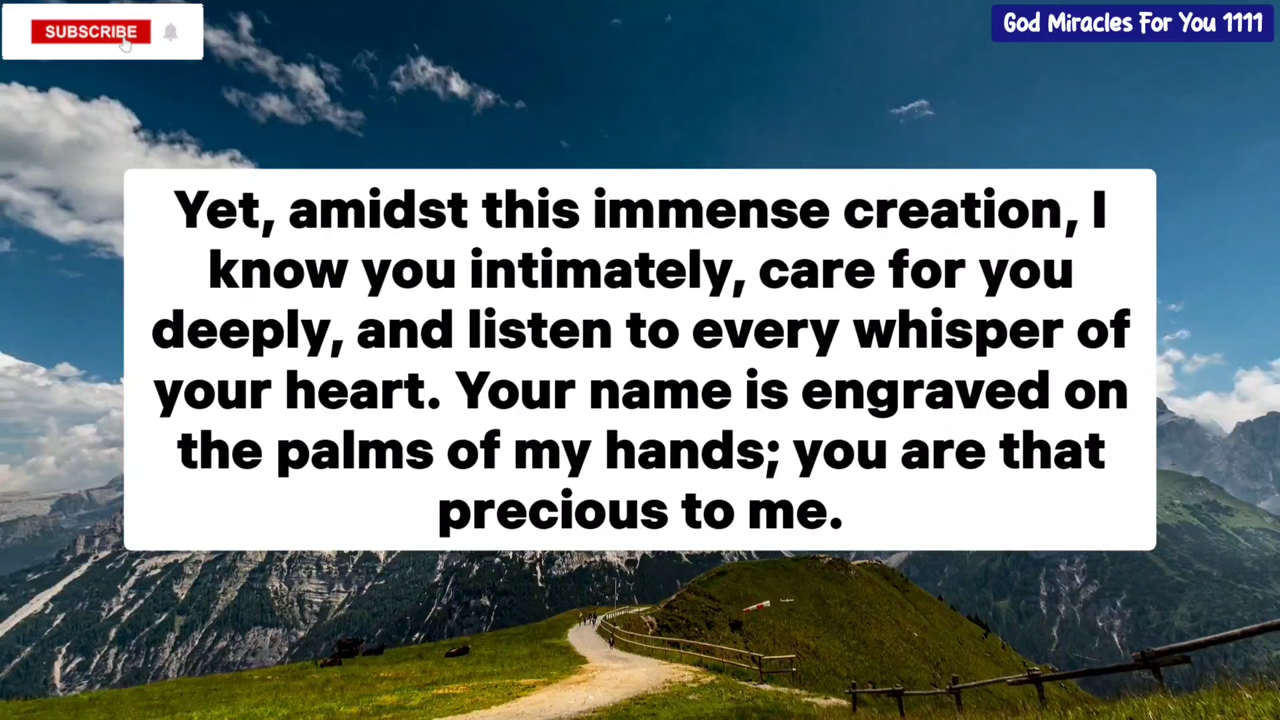 SUBSCRIBE
God Miracles For You 1111
Yet, amidst this immense creation, I
know you intimately, care for you
deeply, and listen to every whisper of
your heart. Your name is engraved on
the palms of my hands; you are that
precious to me.